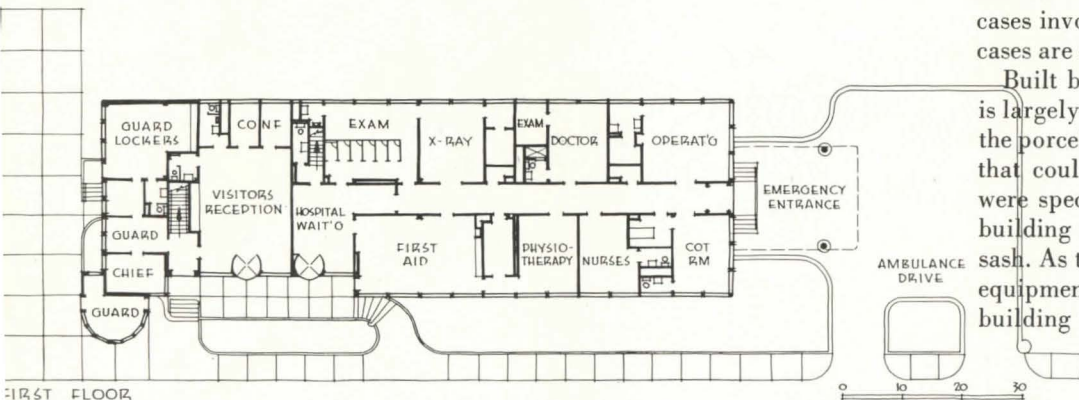 GUARD
LOCKERS
CONF
EXAM
X-RAY
EXAM
DOCTOR
OPERAT'G
VISITORS
RECEPTION
HOSPITAL
WAIT'G
GUARD
CHIEF
GUARD
FIRST
AID
PHYSIO-
THERAPY
NURSES
COT
RM
EMERGENCY
ENTRANCE
AMBULANCE
DRIVE
FIRST FLOOR
0 10 20 30
cases invo
cases are
Built b
is largely
the porce
that coul
were spec
building
sash. As t
equipmen
building